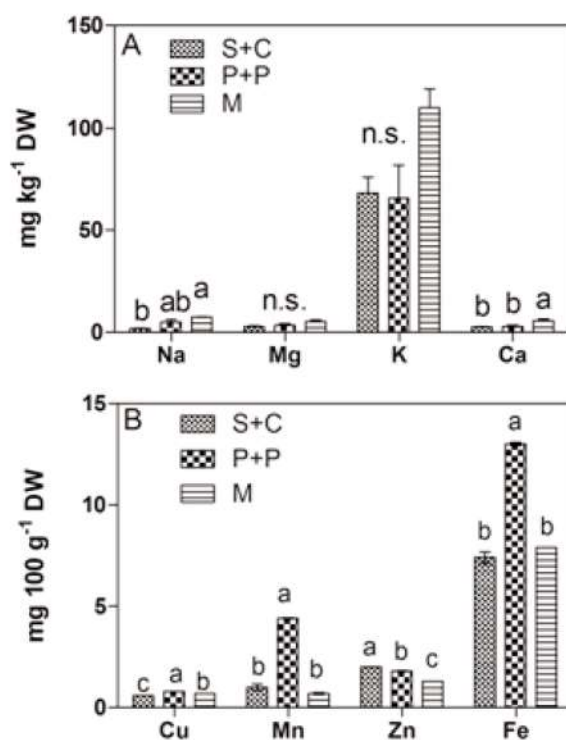 A
S+C
P+P
M
mg kg⁻¹ DW
150
100
50
0
b ab a
n.s.
n.s.
b b a
Na Mg K Ca
B
S+C
P+P
M
mg 100 g⁻¹ DW
15
10
5
0
c a b
b a b
a b c
b a b
Cu Mn Zn Fe